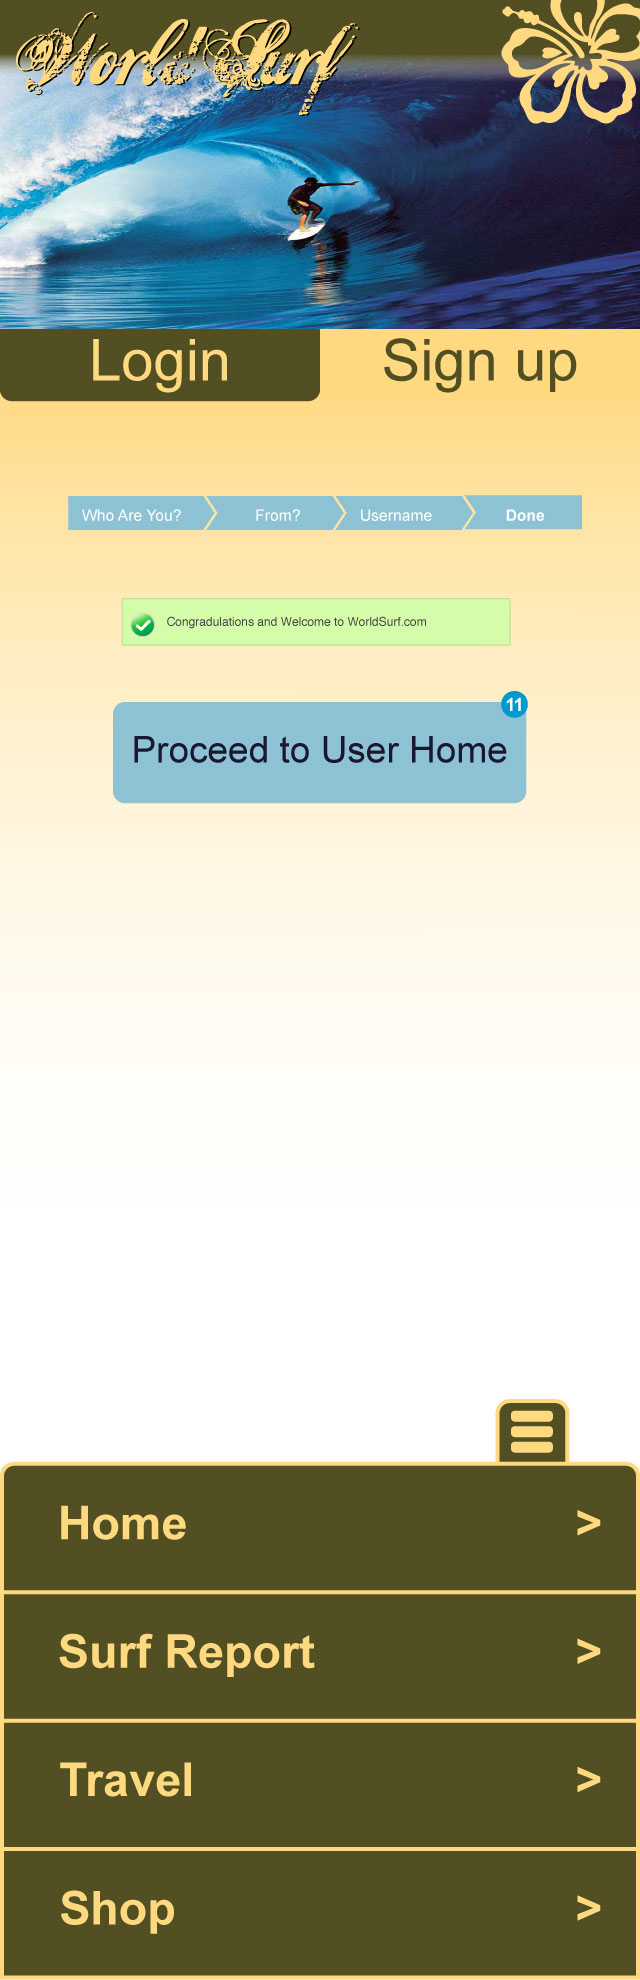 World Surf
Login
Sign up
Who Are You?
From?
Username
Done
Congradulations and Welcome to WorldSurf.com
11
Proceed to User Home
Home >
Surf Report >
Travel >
Shop >